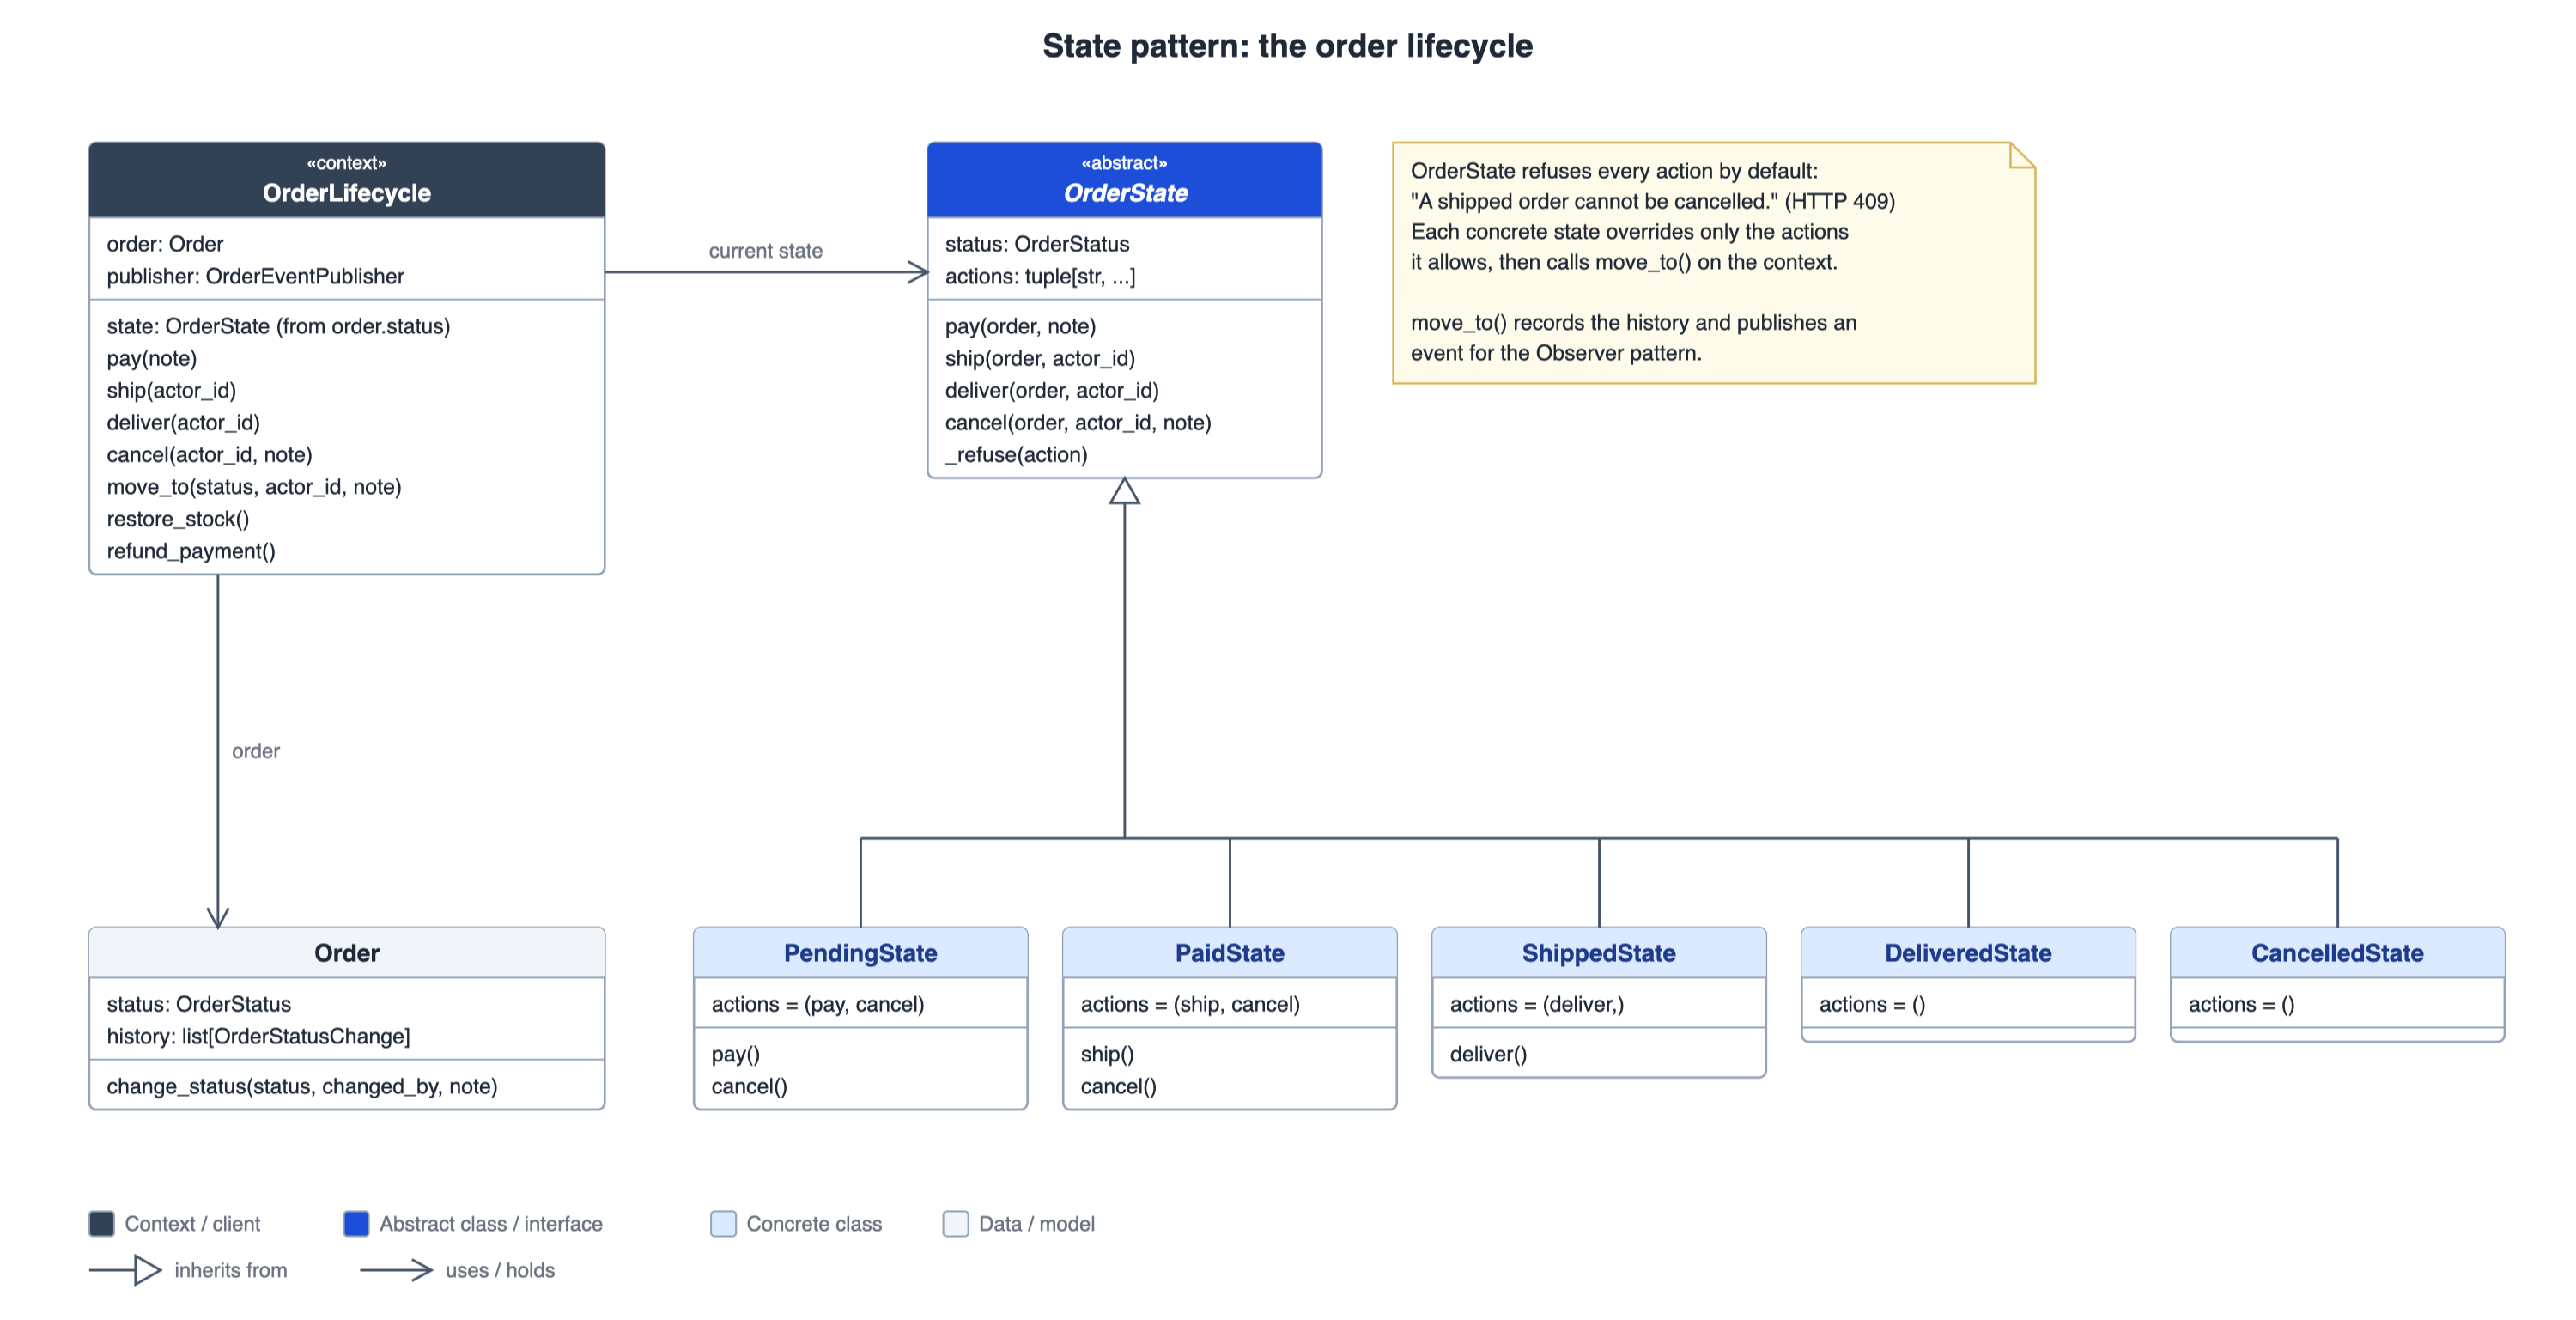 State pattern: the order lifecycle
«context»
OrderLifecycle
order: Order
publisher: OrderEventPublisher
state: OrderState (from order.status)
pay(note)
ship(actor_id)
deliver(actor_id)
cancel(actor_id, note)
move_to(status, actor_id, note)
restore_stock()
refund_payment()
current state
«abstract»
OrderState
status: OrderStatus
actions: tuple[str, ...]
pay(order, note)
ship(order, actor_id)
deliver(order, actor_id)
cancel(order, actor_id, note)
_refuse(action)
OrderState refuses every action by default:
"A shipped order cannot be cancelled." (HTTP 409)
Each concrete state overrides only the actions
it allows, then calls move_to() on the context.
move_to() records the history and publishes an
event for the Observer pattern.
order
Order
status: OrderStatus
history: list[OrderStatusChange]
change_status(status, changed_by, note)
PendingState
actions = (pay, cancel)
pay()
cancel()
PaidState
actions = (ship, cancel)
ship()
cancel()
ShippedState
actions = (deliver,)
deliver()
DeliveredState
actions = ()
CancelledState
actions = ()
Context / client
Abstract class / interface
Concrete class
Data / model
inherits from
uses / holds